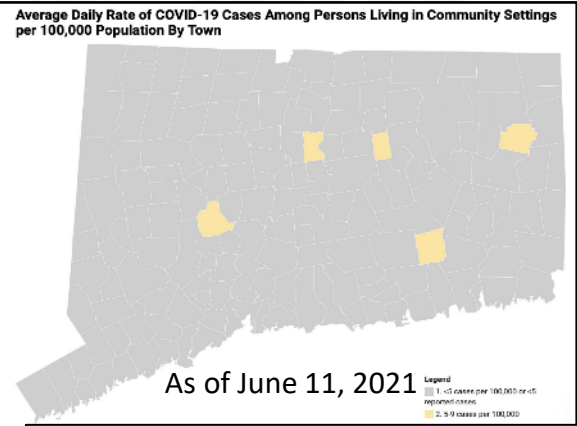 Average Daily Rate of COVID-19 Cases Among Persons Living in Community Settings
per 100,000 Population By Town
As of June 11, 2021
Legend
1. <5 cases per 100,000 or <5
reported cases
2. 5-9 cases per 100,000